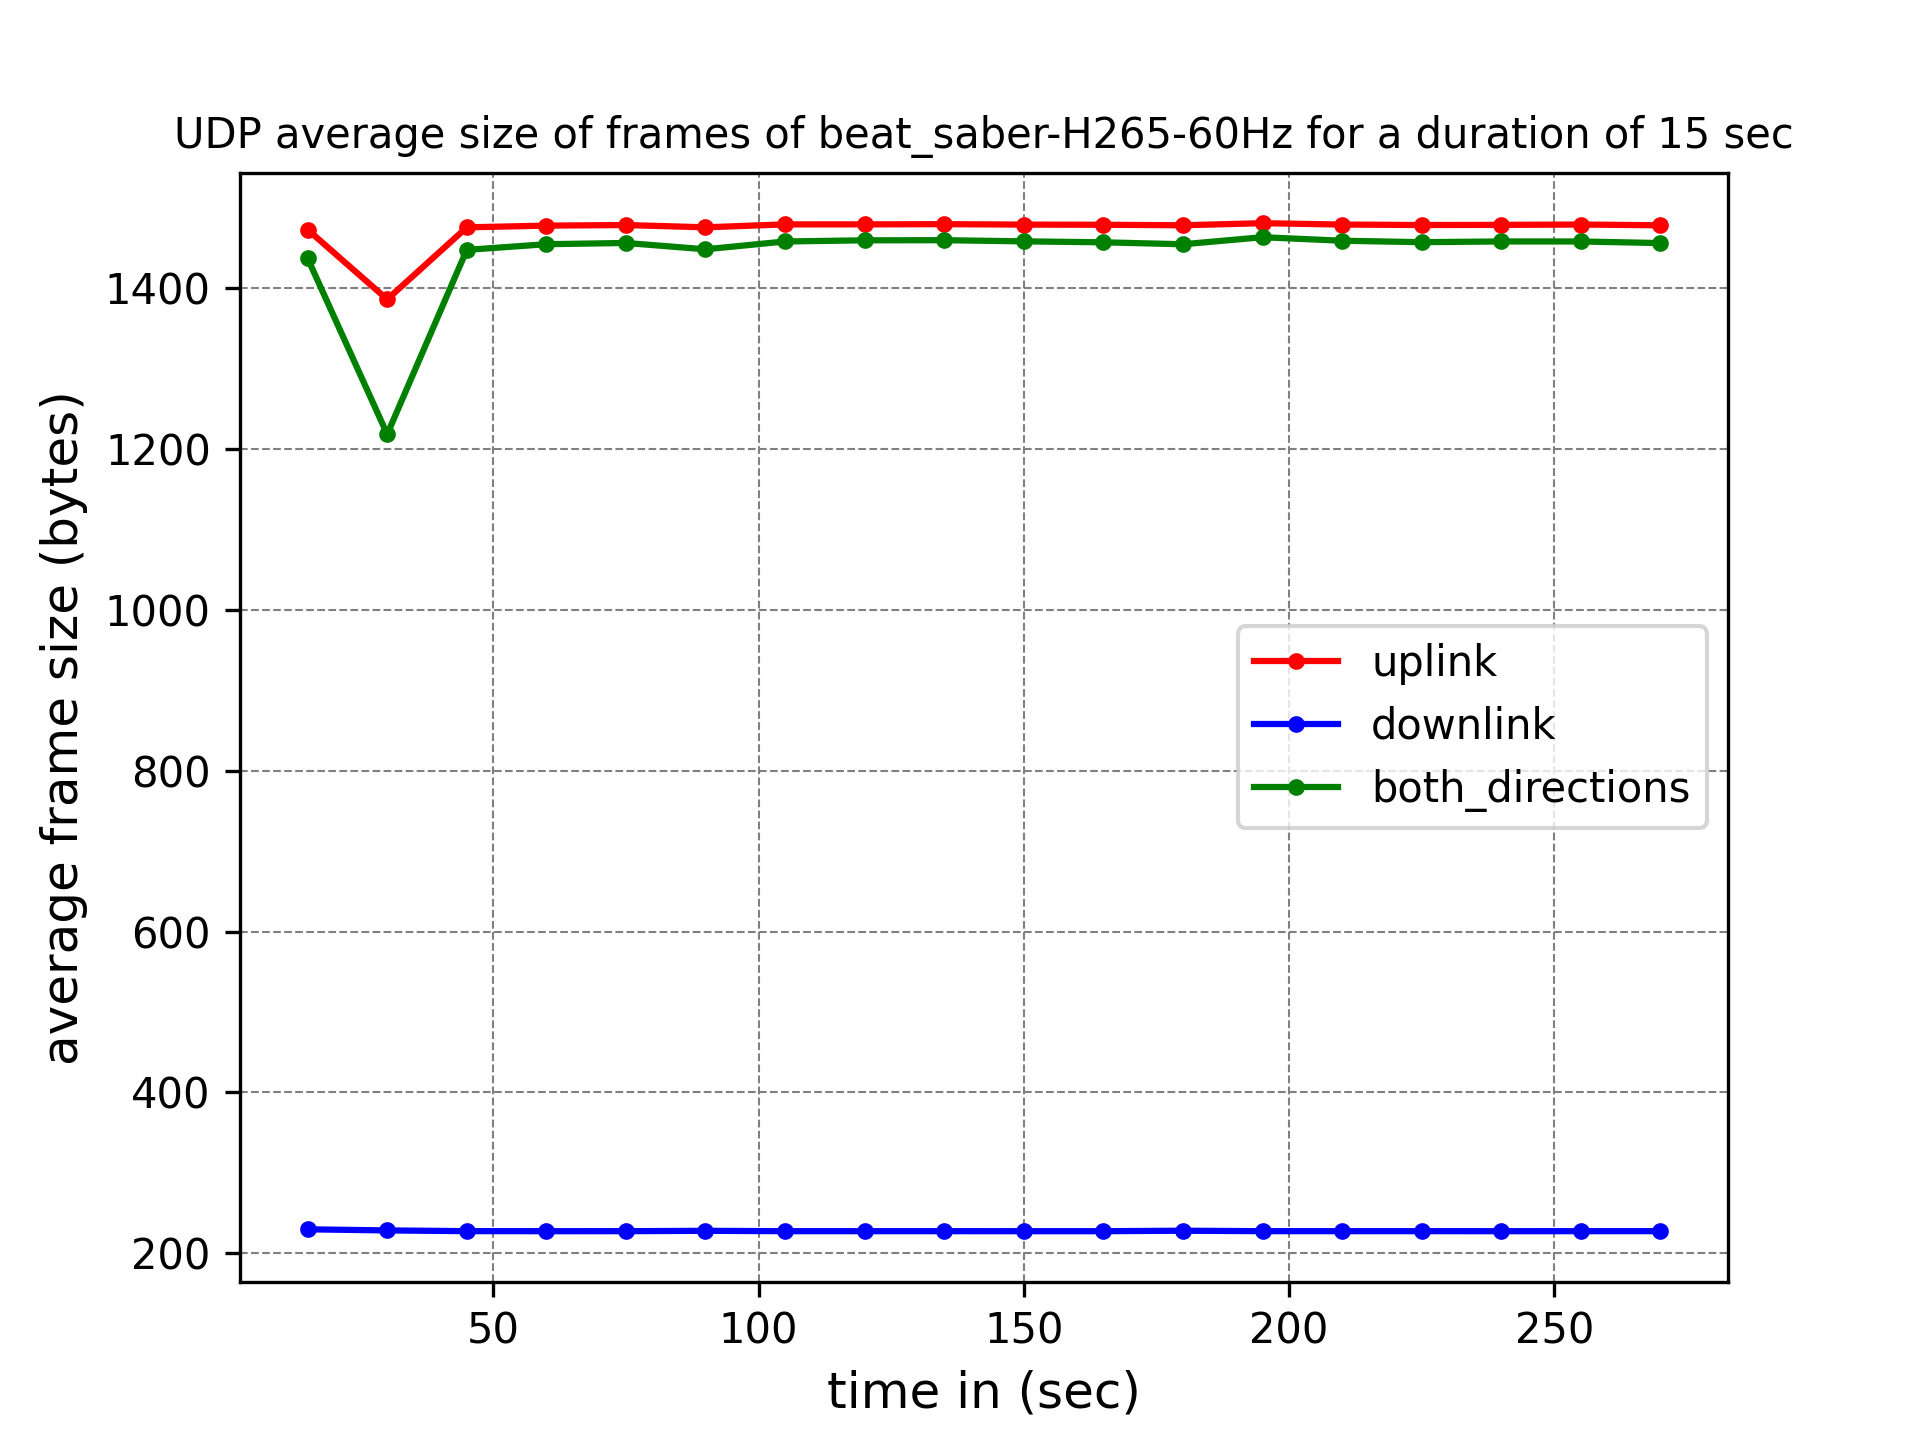 UDP average size of frames of beat_saber-H265-60Hz for a duration of 15 sec
average frame size (bytes)
1400
1200
1000
800
600
400
200
uplink
downlink
both_directions
50 100 150 200 250
time in (sec)